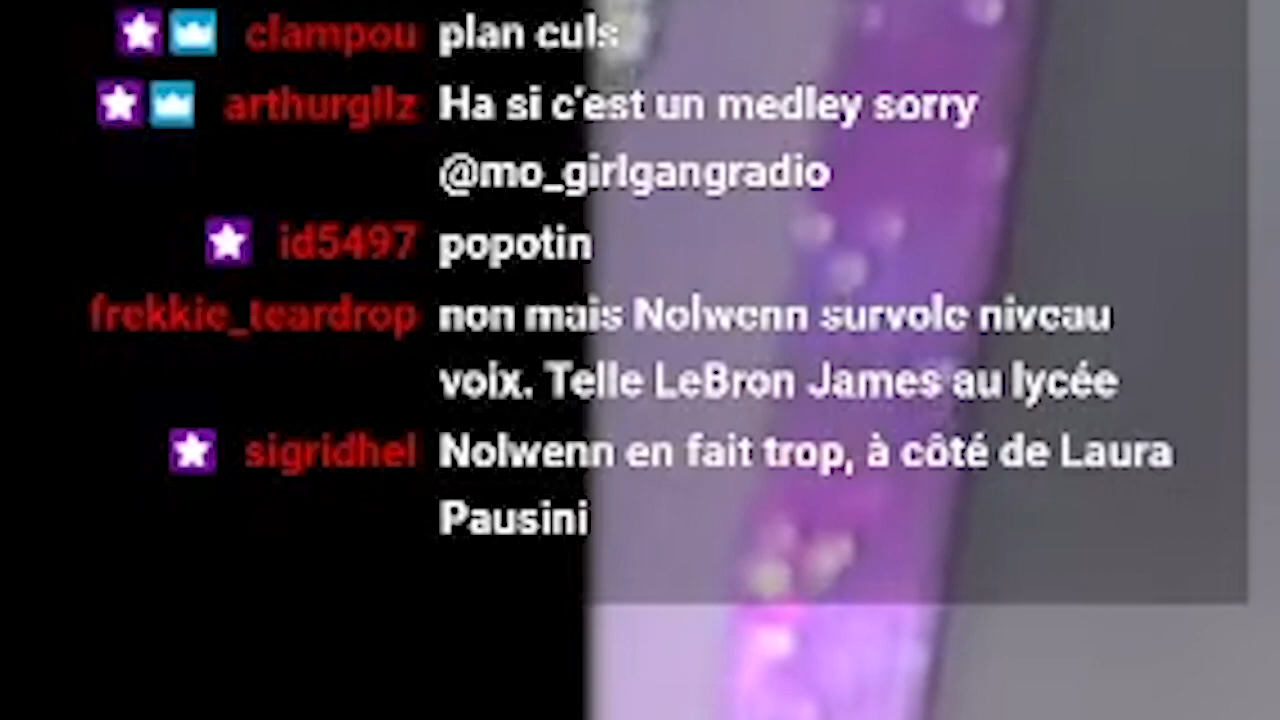 clampou plan culs
arthurgllz Ha si c'est un medley sorry
@mo_girlgangradio
id5497 popotin
frekkie_teardrop non mais Nolwenn survole niveau
voix. Telle LeBron James au lycée
sigridhel Nolwenn en fait trop, à côté de Laura
Pausini